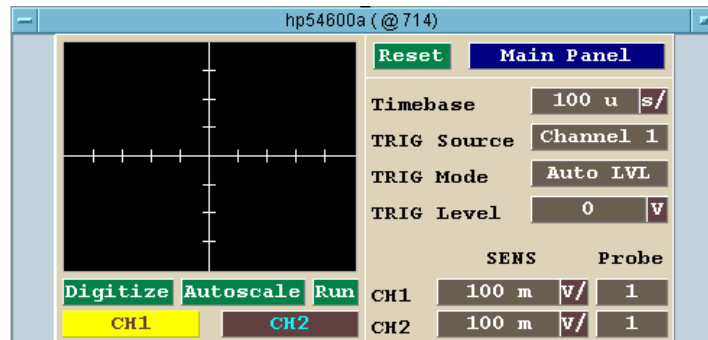 hp54600a ( @ 714)
Reset Main Panel
Timebase 100 u s/
TRIG Source Channel 1
TRIG Mode Auto LVL
TRIG Level 0 V
SENS Probe
Digitize Autoscale Run
CH1 100 m V/ 1
CH1 CH2
CH2 100 m V/ 1